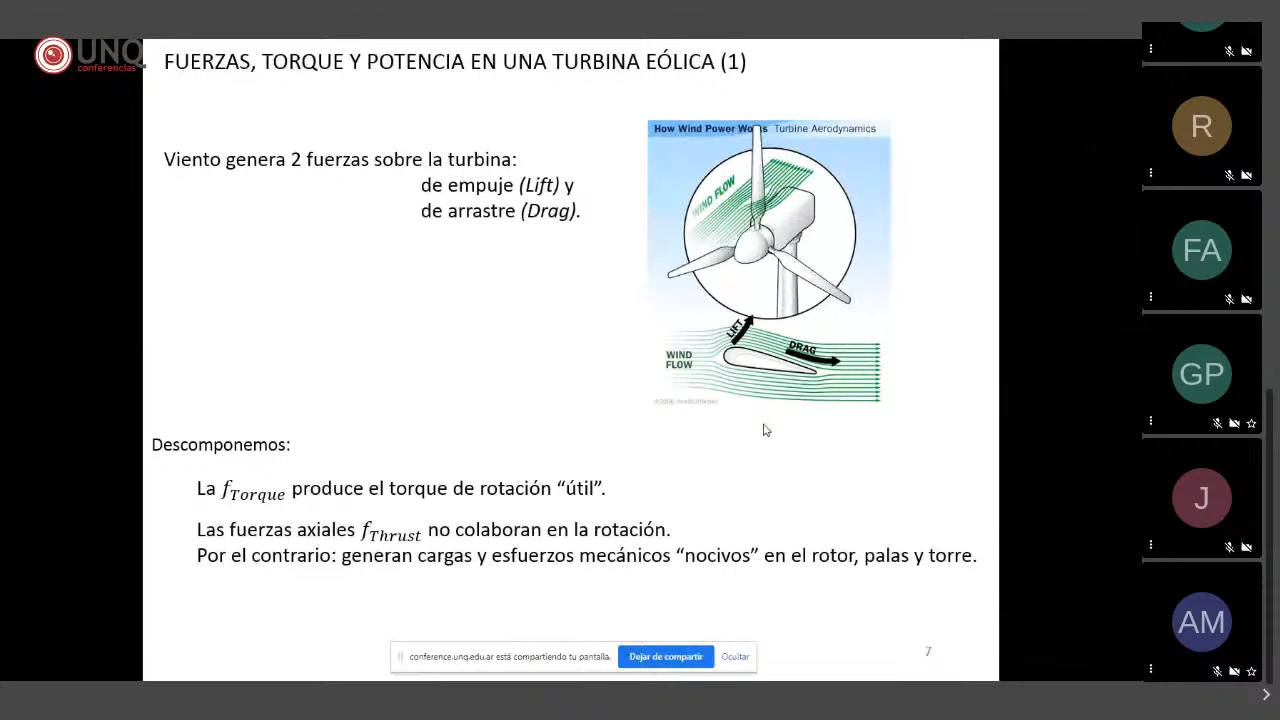 UNQ
conferencias
FUERZAS, TORQUE Y POTENCIA EN UNA TURBINA EÓLICA (1)
Viento genera 2 fuerzas sobre la turbina:
de empuje (Lift) y
de arrastre (Drag).
How Wind Power Works Turbine Aerodynamics
WIND FLOW
LIFT
DRAG
WIND
FLOW
Descomponemos:
La fTorque produce el torque de rotación “útil”.
Las fuerzas axiales fThrust no colaboran en la rotación.
Por el contrario: generan cargas y esfuerzos mecánicos “nocivos” en el rotor, palas y torre.
conference.unq.edu.ar está compartiendo tu pantalla.
Dejar de compartir
Ocultar
7
R
FA
GP
J
AM